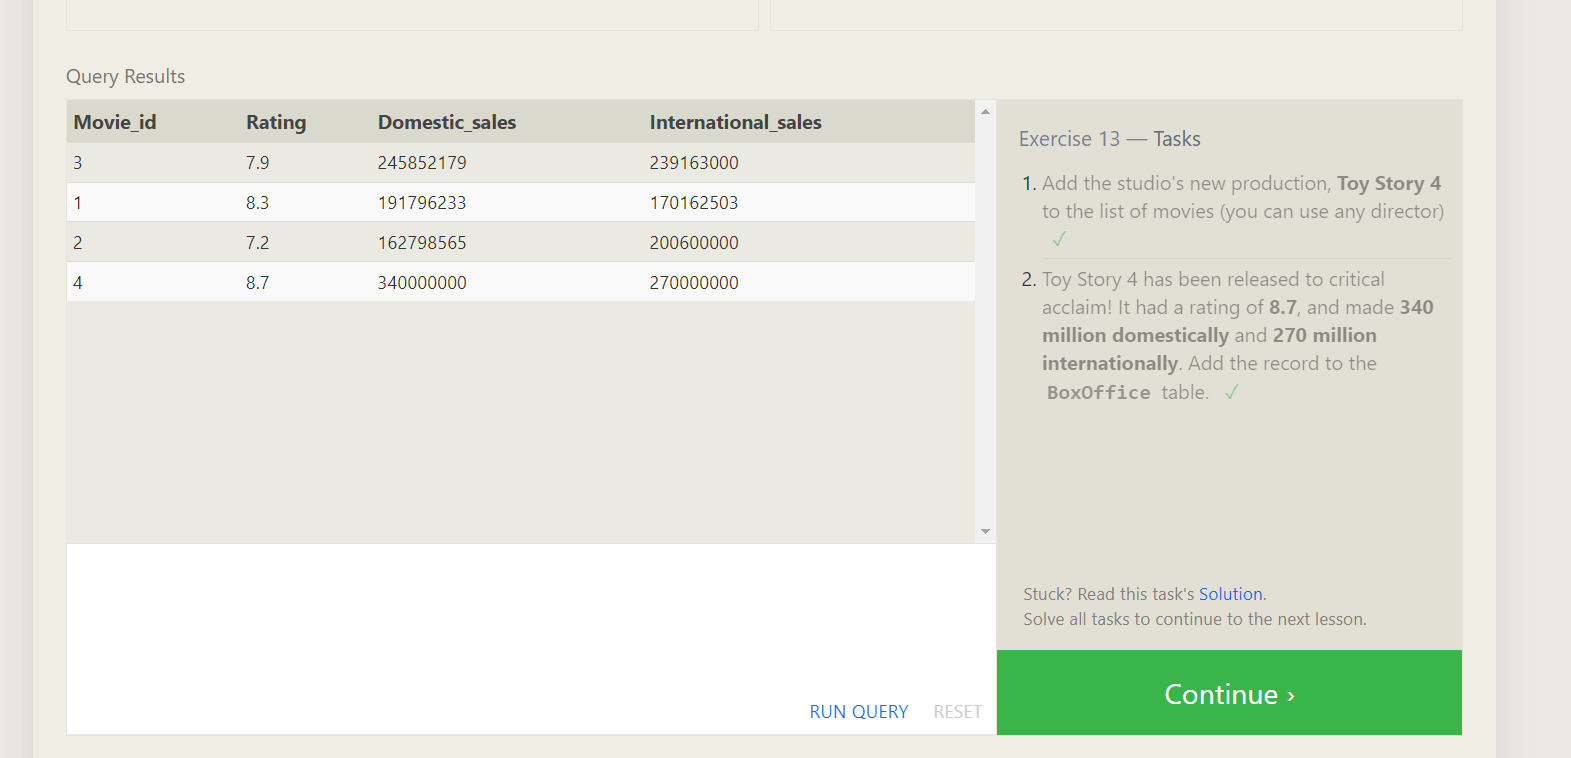 Query Results
Movie_id Rating Domestic_sales International_sales
3 7.9 245852179 239163000
1 8.3 191796233 170162503
2 7.2 162798565 200600000
4 8.7 340000000 270000000
RUN QUERY RESET
Exercise 13 — Tasks
1. Add the studio's new production, Toy Story 4
to the list of movies (you can use any director)
✓
2. Toy Story 4 has been released to critical
acclaim! It had a rating of 8.7, and made 340
million domestically and 270 million
internationally. Add the record to the
BoxOffice table. ✓
Stuck? Read this task's Solution.
Solve all tasks to continue to the next lesson.
Continue ›